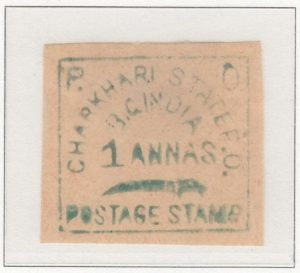 P. O
CHARKHARI STATE P.O.
B.C INDIA
1 ANNAS
POSTAGE STAMP